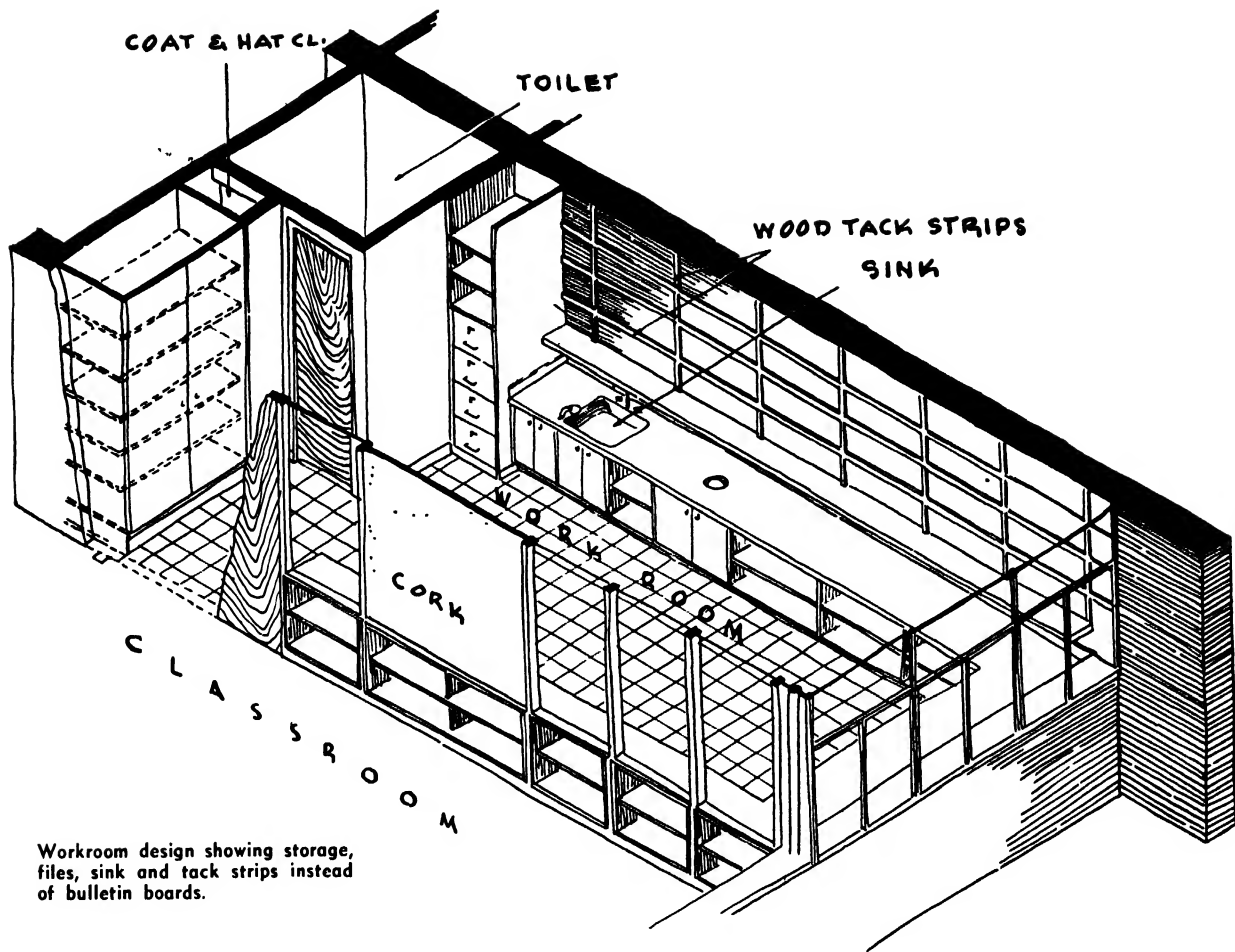 COAT & HAT CL.
TOILET
WOOD TACK STRIPS
SINK
WORK ROOM
CORK
CLASSROOM
Workroom design showing storage,
files, sink and tack strips instead
of bulletin boards.